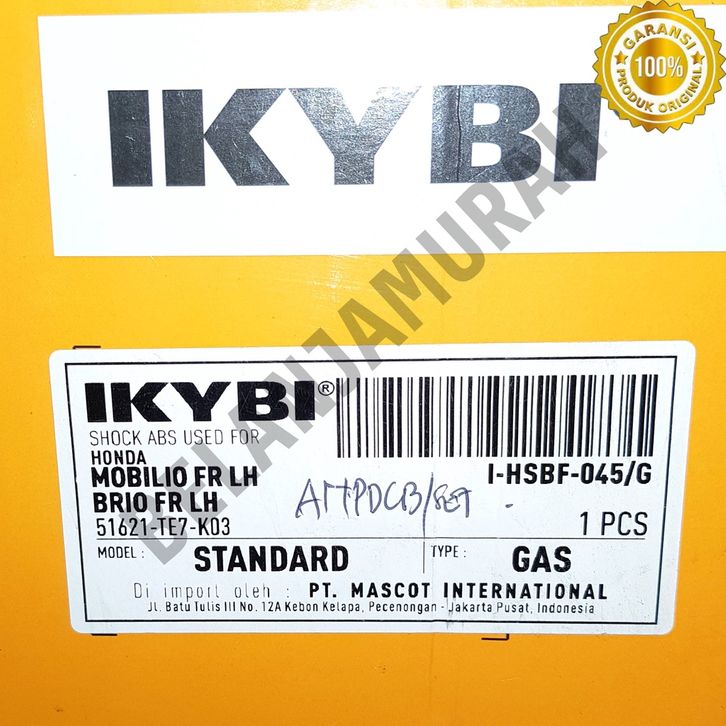 GARANSI
100%
PRODUK ORIGINAL
IKYBI
BELANJAMURAH
IKYBI®
SHOCK ABS USED FOR
HONDA
MOBILIO FR LH
BRIO FR LH
51621-TE7-K03
I-HSBF-045/G
1 PCS
MODEL : STANDARD TYPE : GAS
Di import oleh : PT. MASCOT INTERNATIONAL
JL. Batu Tulis III No. 12A Kebon Kelapa, Pecenongan - Jakarta Pusat, Indonesia